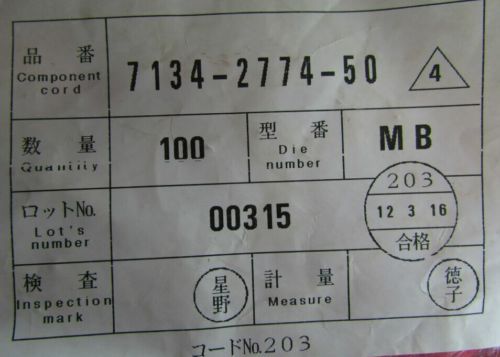 品番 7134-2774-50 4
Component
cord
数量 100 型番 MB
Quantity Die
number
ロットNo. 00315 203
Lot's 12 3 16
number 合格
検査 星野 計量 徳子
Inspection Measure
mark
コードNo.203